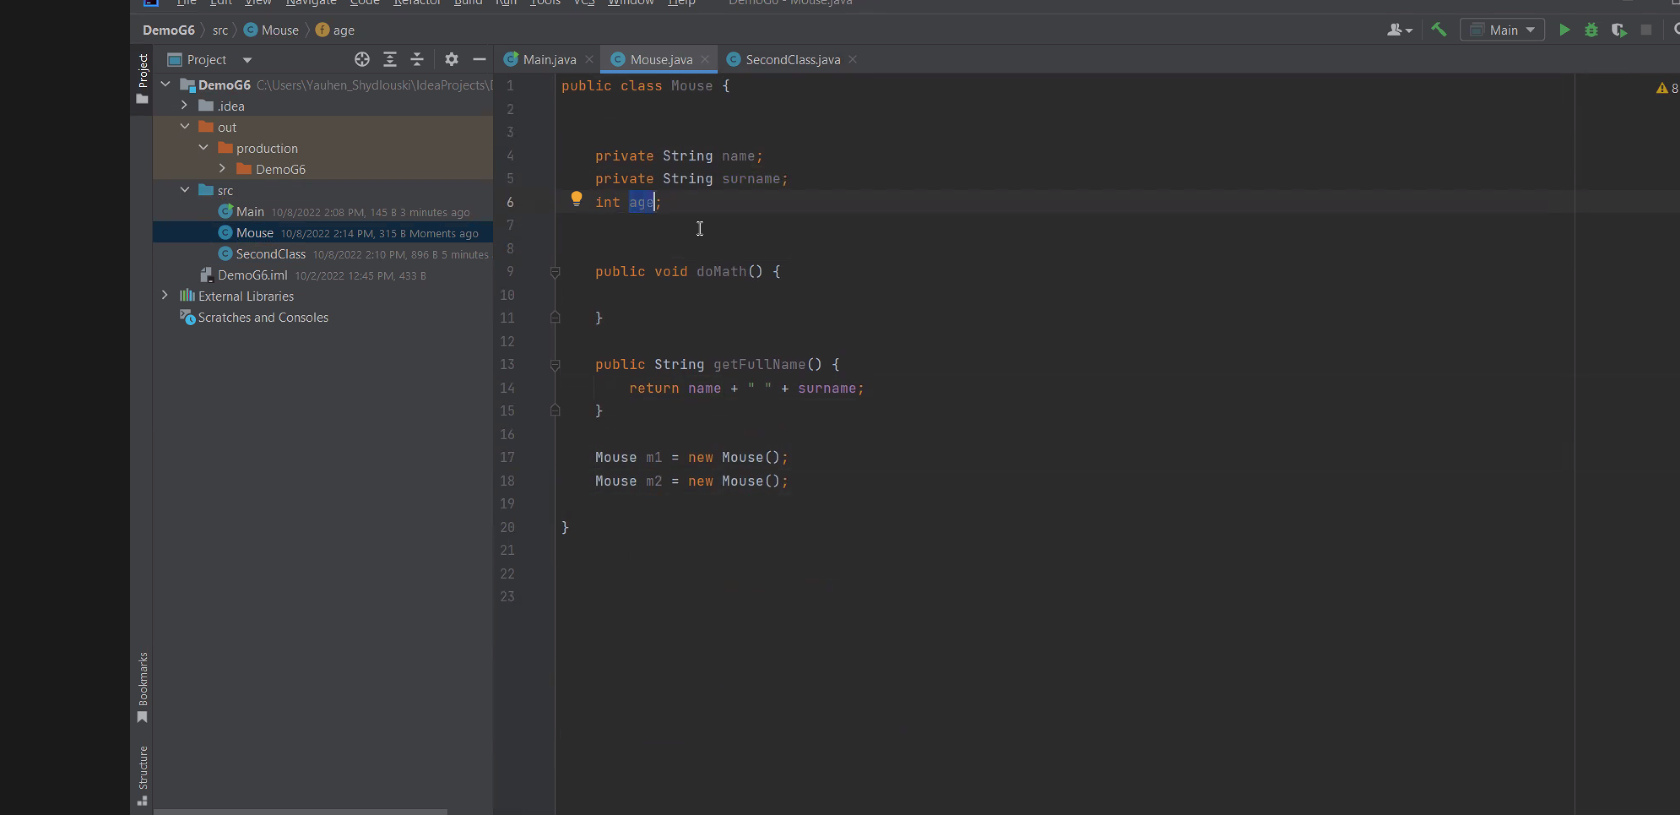 File Edit View Navigate Code Refactor Build Run Tools VCS Window Help DemoG6 - Mouse.java
DemoG6 src Mouse age Main
Project Main.java Mouse.java SecondClass.java
DemoG6 C:\Users\Yauhen_Shydlouski\IdeaProjects\
.idea
out
production
DemoG6
src
Main 10/8/2022 2:08 PM, 145 B 3 minutes ago
Mouse 10/8/2022 2:14 PM, 315 B Moments ago
SecondClass 10/8/2022 2:10 PM, 896 B 5 minutes
DemoG6.iml 10/2/2022 12:45 PM, 433 B
External Libraries
Scratches and Consoles
Project
Bookmarks
Structure
1 public class Mouse {
2
3
4 private String name;
5 private String surname;
6 int age;
7
8
9 public void doMath() {
10
11 }
12
13 public String getFullName() {
14 return name + " " + surname;
15 }
16
17 Mouse m1 = new Mouse();
18 Mouse m2 = new Mouse();
19
20 }
21
22
23
8